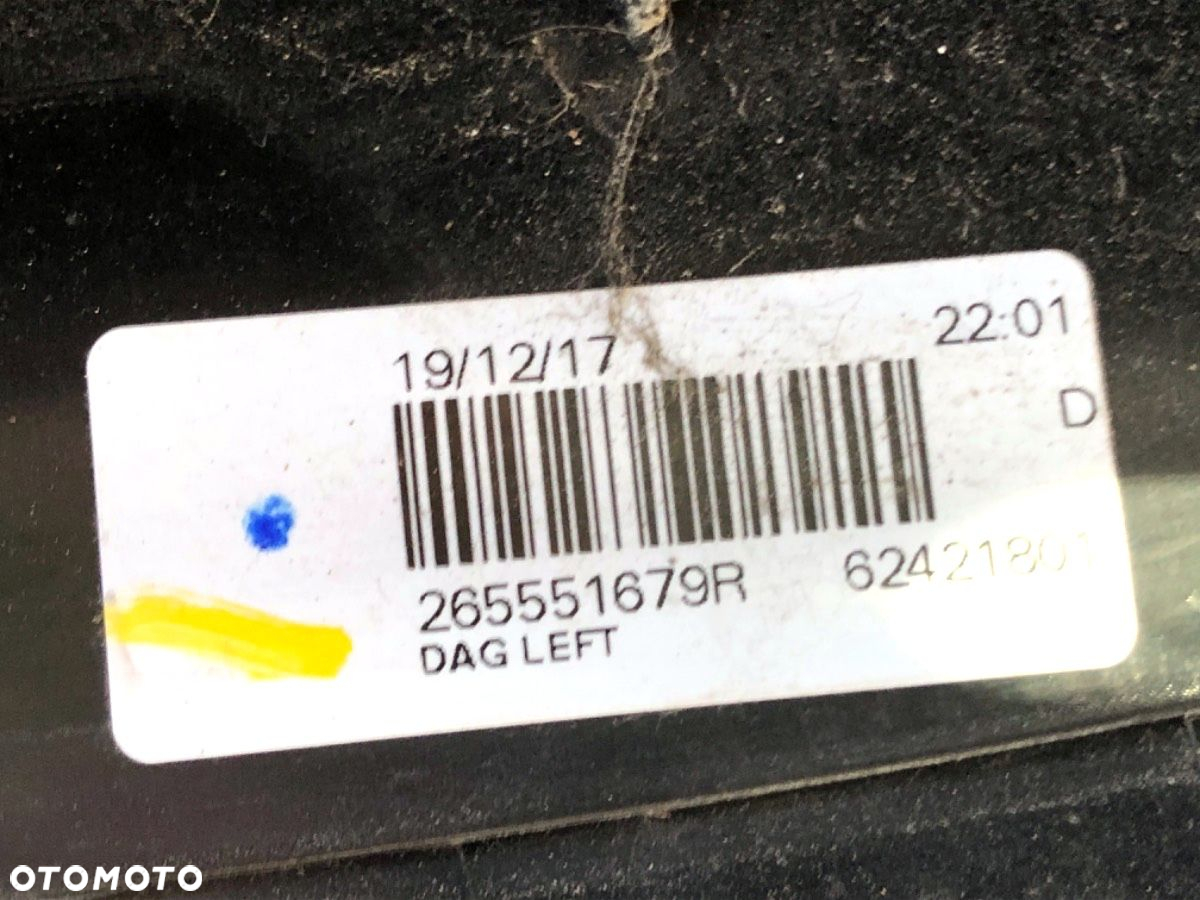 19/12/17 22:01
D
265551679R 62421801
DAG LEFT
OTOMOTO